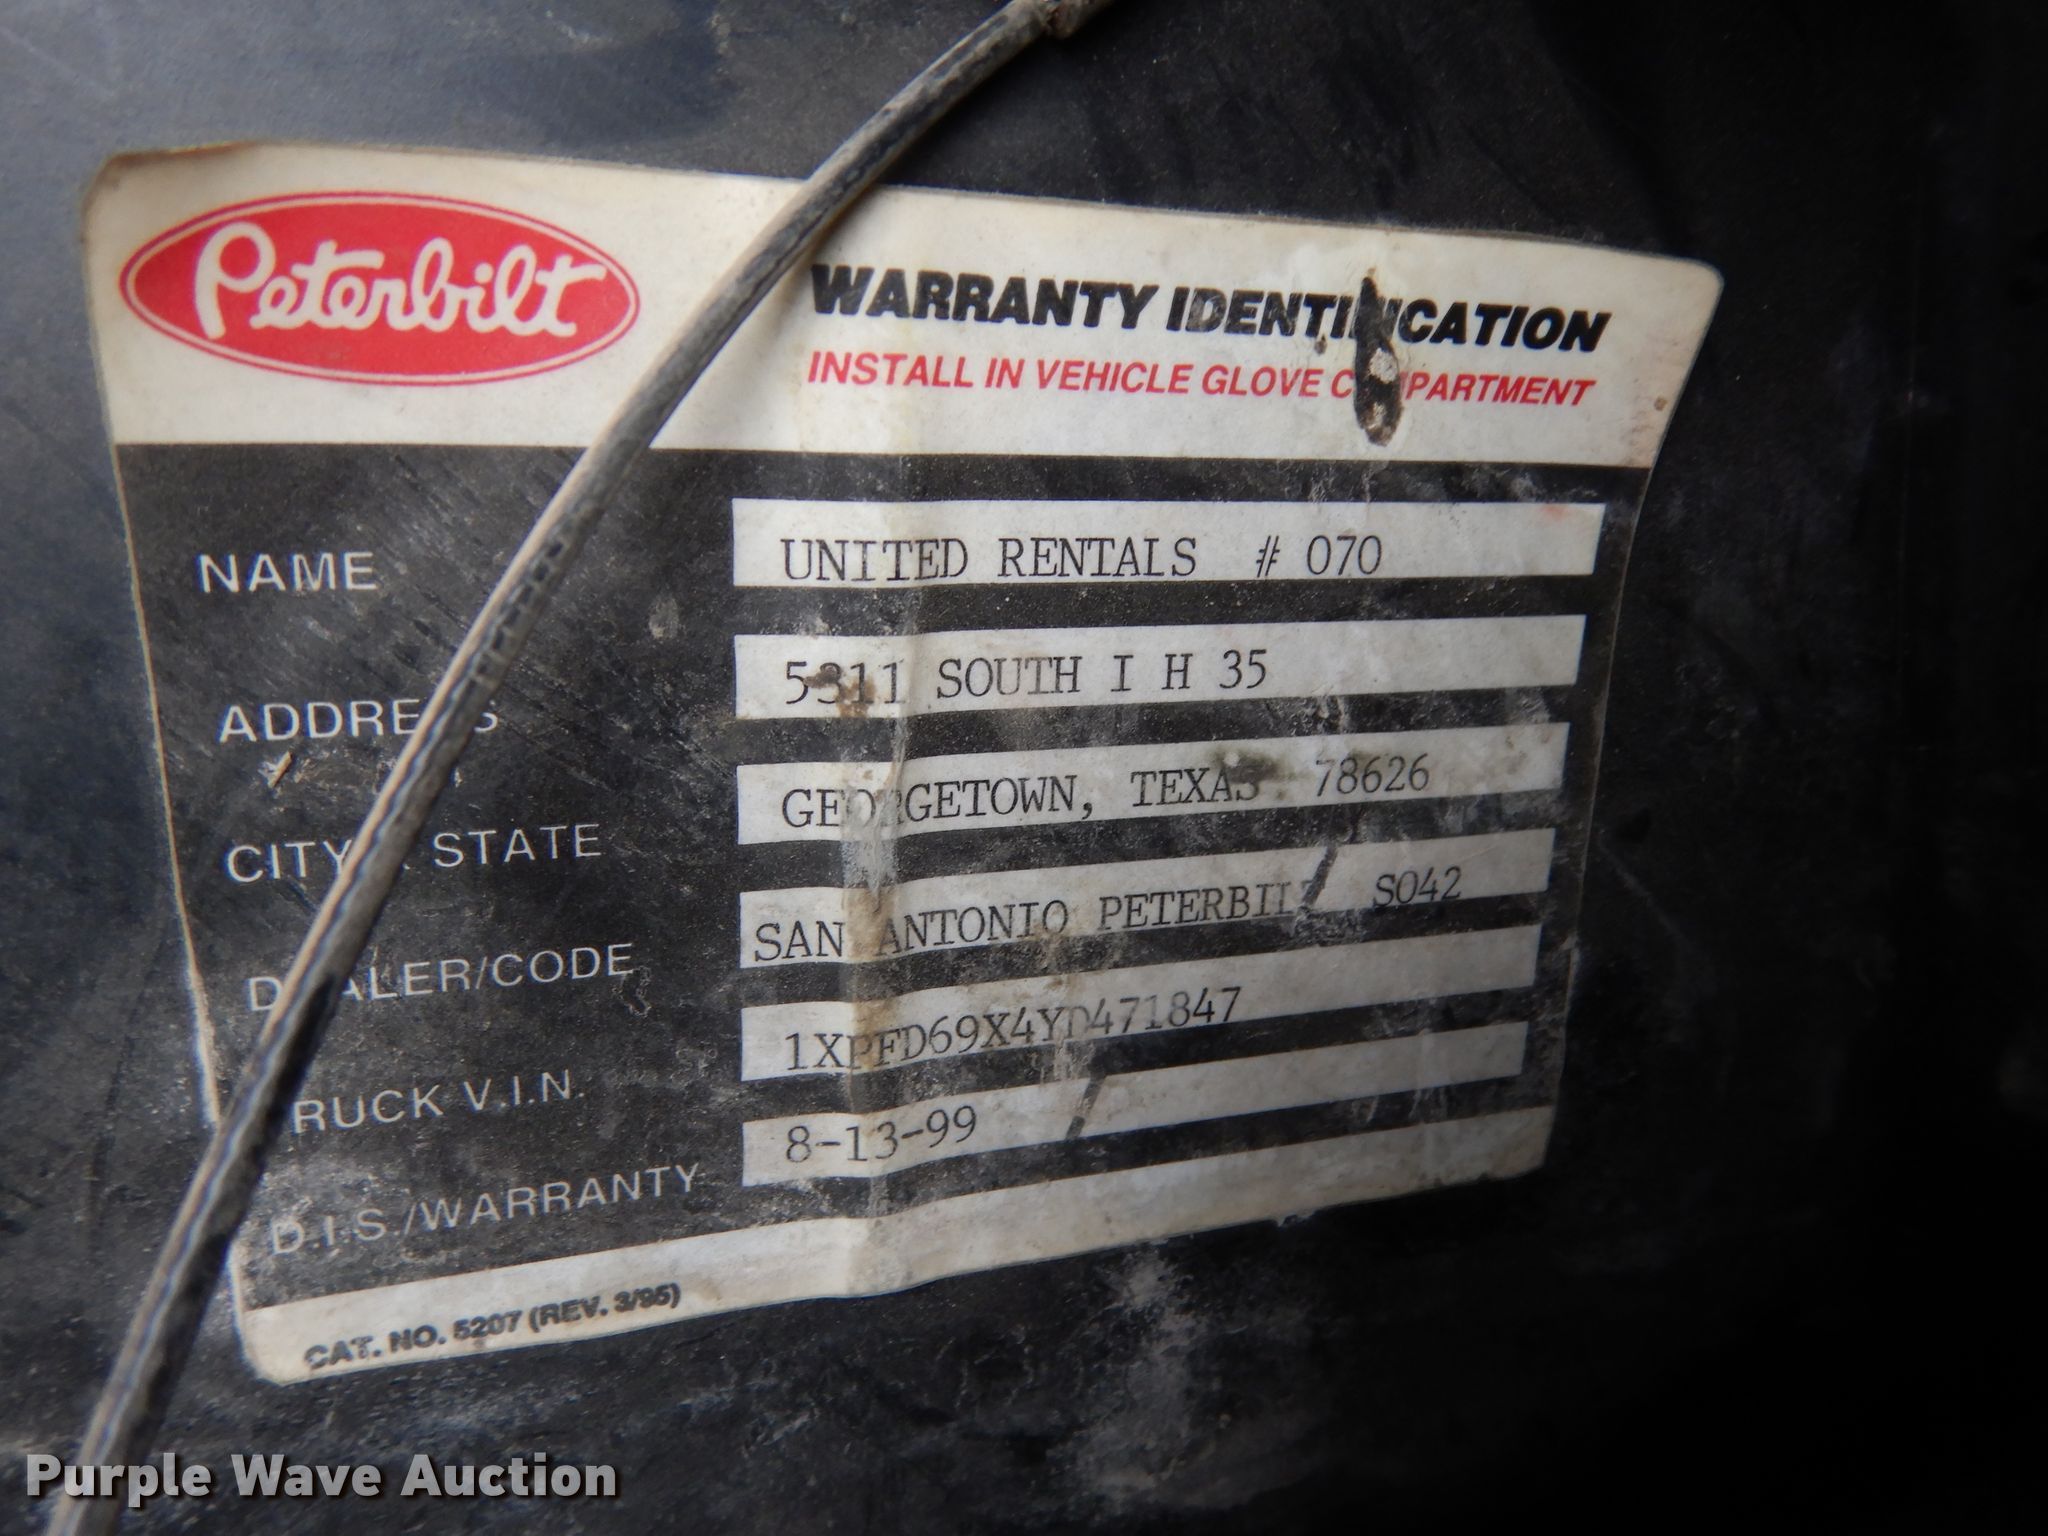 Peterbilt
WARRANTY IDENTIFICATION
INSTALL IN VEHICLE GLOVE COMPARTMENT
NAME UNITED RENTALS # 070
ADDRESS 5311 SOUTH I H 35
CITY & STATE GEORGETOWN, TEXAS 78626
DEALER/CODE SAN ANTONIO PETERBILT S042
TRUCK V.I.N. 1XPFD69X4YD471847
D.I.S./WARRANTY 8-13-99
CAT. NO. 5207 (REV. 3/95)
Purple Wave Auction